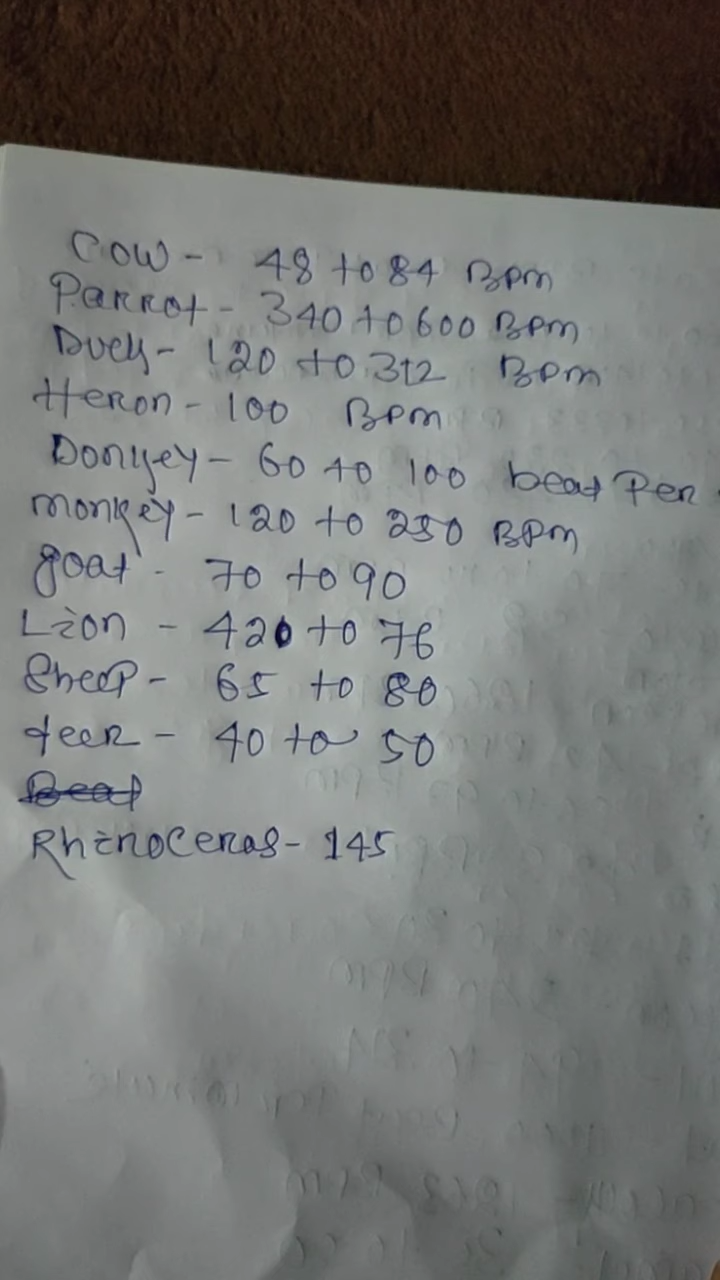 Cow - 48 to 84 Bpm
Parrot - 340 to 600 Bpm
Duck - 120 to 312 Bpm
Heron - 100 Bpm
Donkey - 60 to 100 beat Per
monkey - 120 to 250 BPM
goat - 70 to 90
Lion - 420 to 76
Sheep - 65 to 80
deer - 40 to 50
Beat
Rhinoceros - 145